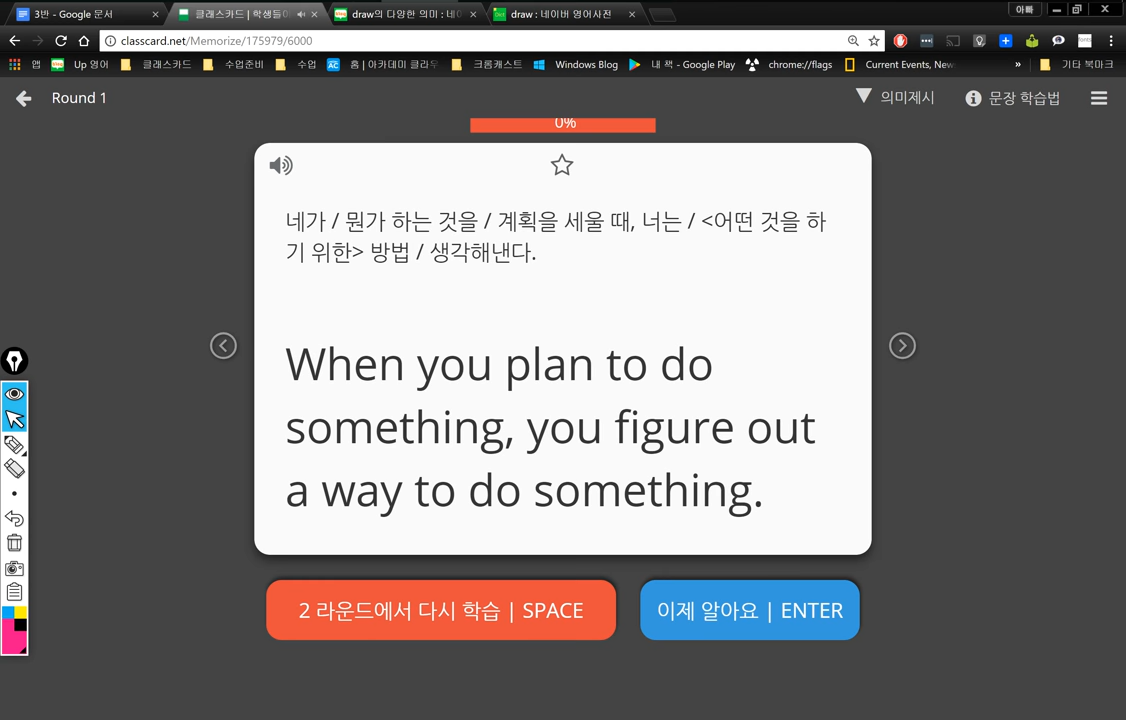 3반 - Google 문서
클래스카드 | 학생들이
draw의 다양한 의미 : 네이
draw : 네이버 영어사전
아빠
classcard.net/Memorize/175979/6000
앱
Up 영어
클래스카드
수업준비
수업
홈 | 아카데미 클라우
크롬캐스트
Windows Blog
내 책 - Google Play
chrome://flags
Current Events, New
»
기타 북마크
Round 1
의미제시
문장 학습법
0%
네가 / 뭔가 하는 것을 / 계획을 세울 때, 너는 / <어떤 것을 하
기 위한> 방법 / 생각해낸다.
When you plan to do
something, you figure out
a way to do something.
2 라운드에서 다시 학습 | SPACE
이제 알아요 | ENTER